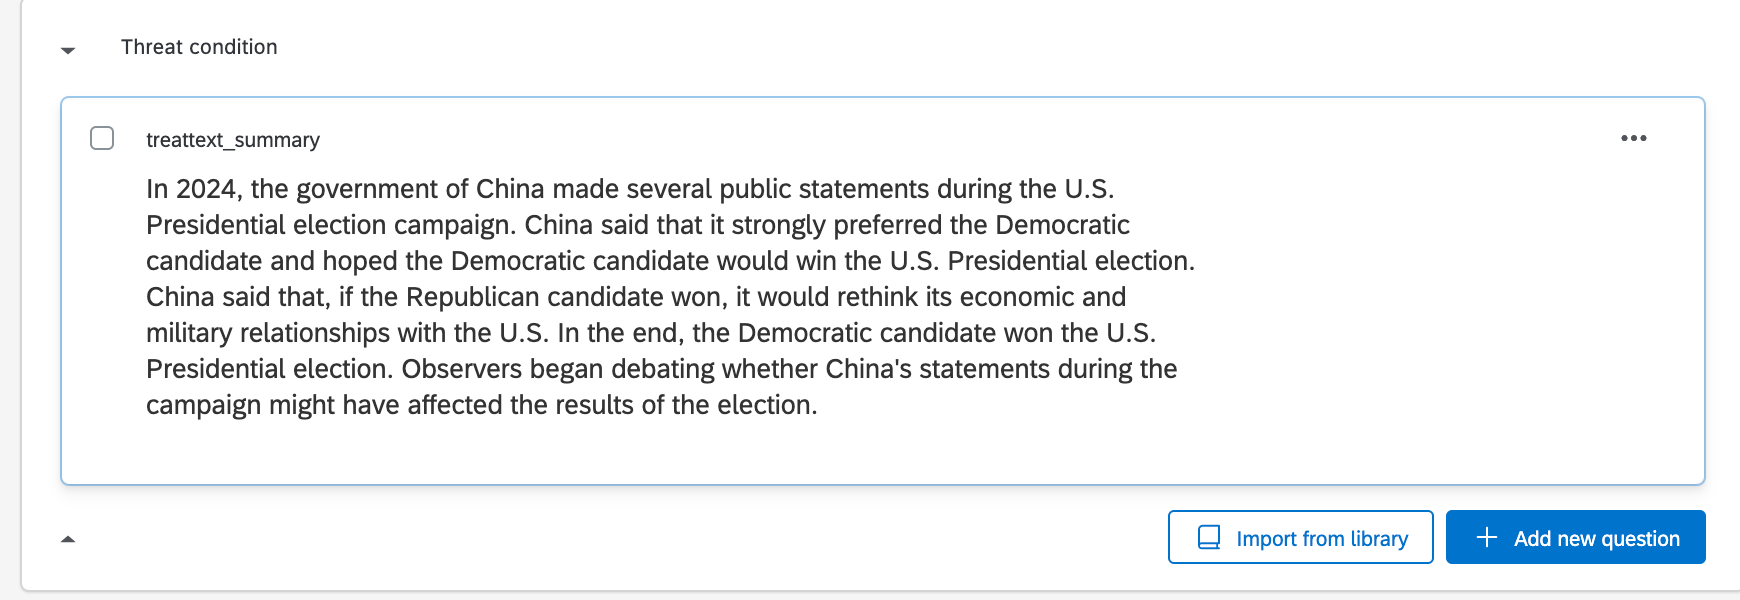 Threat condition
treattext_summary
In 2024, the government of China made several public statements during the U.S.
Presidential election campaign. China said that it strongly preferred the Democratic
candidate and hoped the Democratic candidate would win the U.S. Presidential election.
China said that, if the Republican candidate won, it would rethink its economic and
military relationships with the U.S. In the end, the Democratic candidate won the U.S.
Presidential election. Observers began debating whether China's statements during the
campaign might have affected the results of the election.
Import from library
Add new question